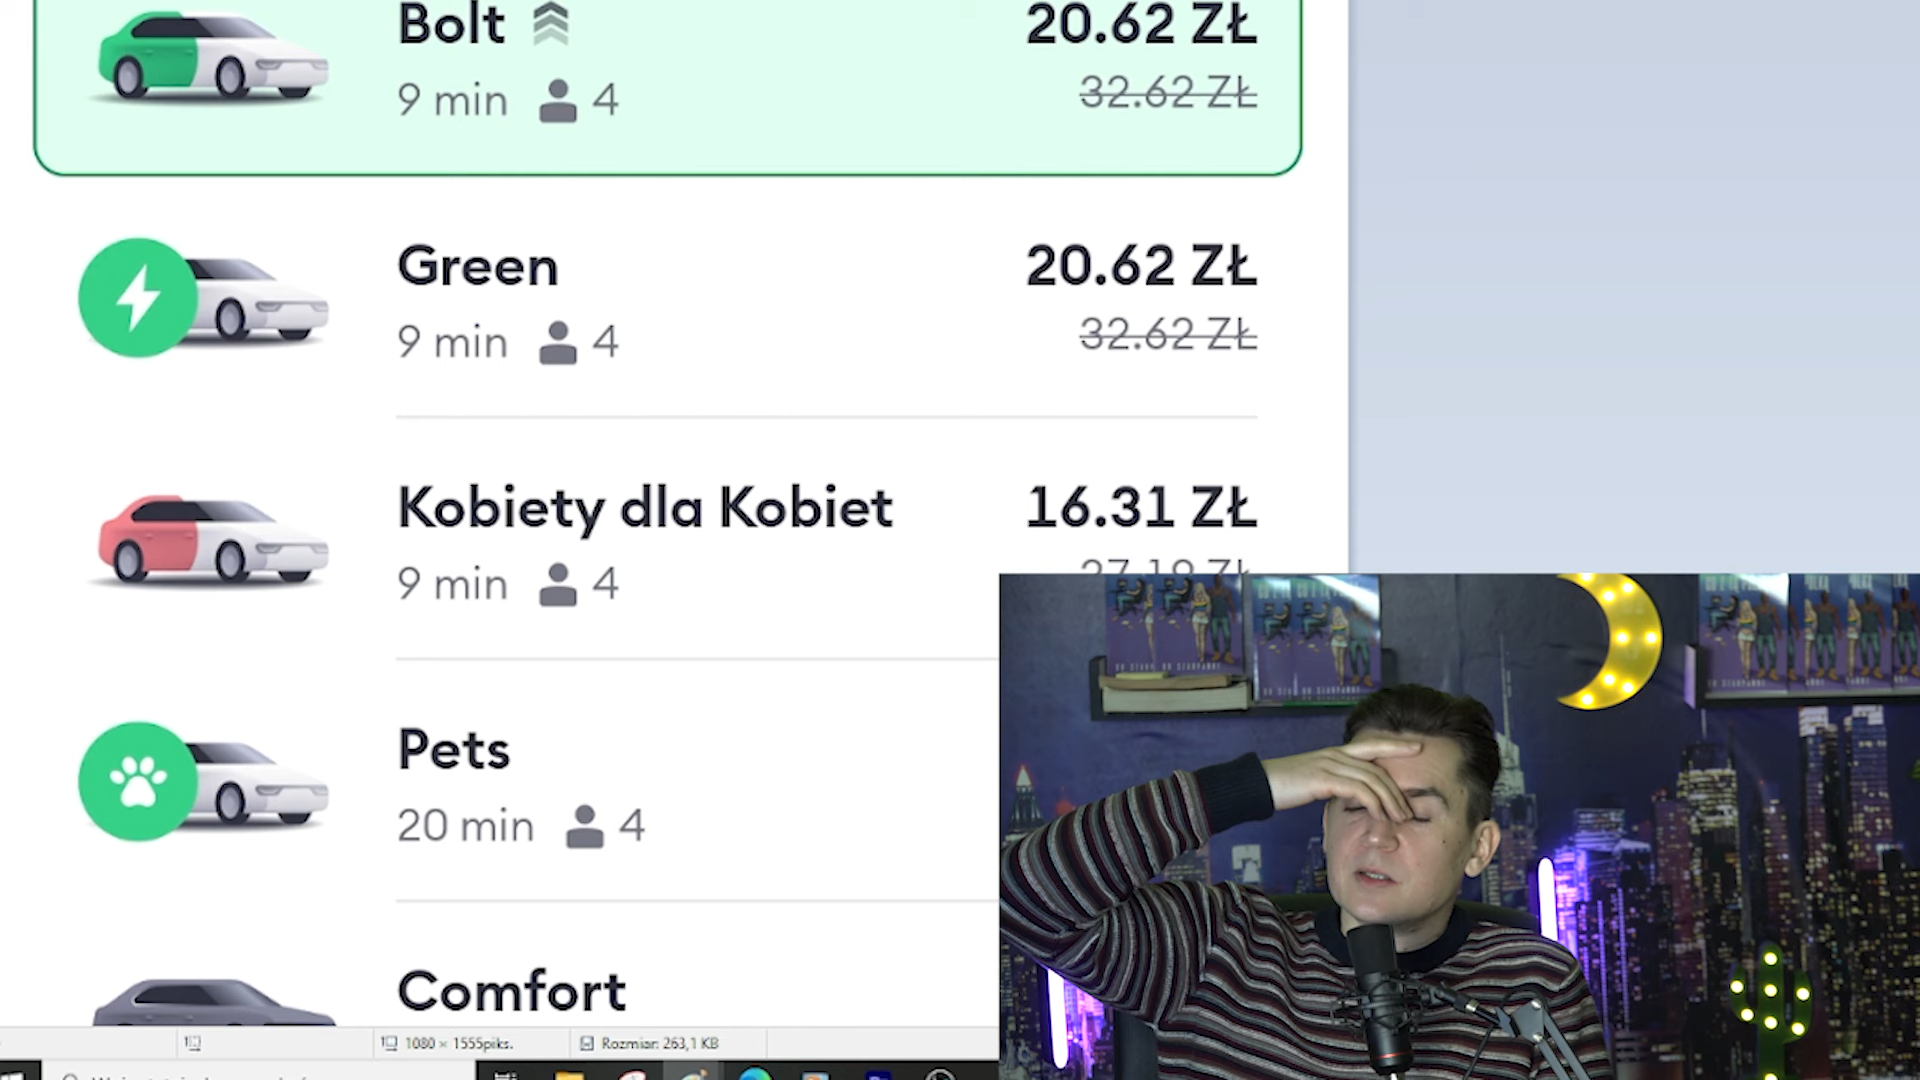 Bolt
20.62 ZŁ
9 min 4
32.62 ZŁ
Green
20.62 ZŁ
9 min 4
32.62 ZŁ
Kobiety dla Kobiet
16.31 ZŁ
9 min 4
Pets
20 min 4
Comfort
1080 × 1555piks.
Rozmiar: 263,1 KB